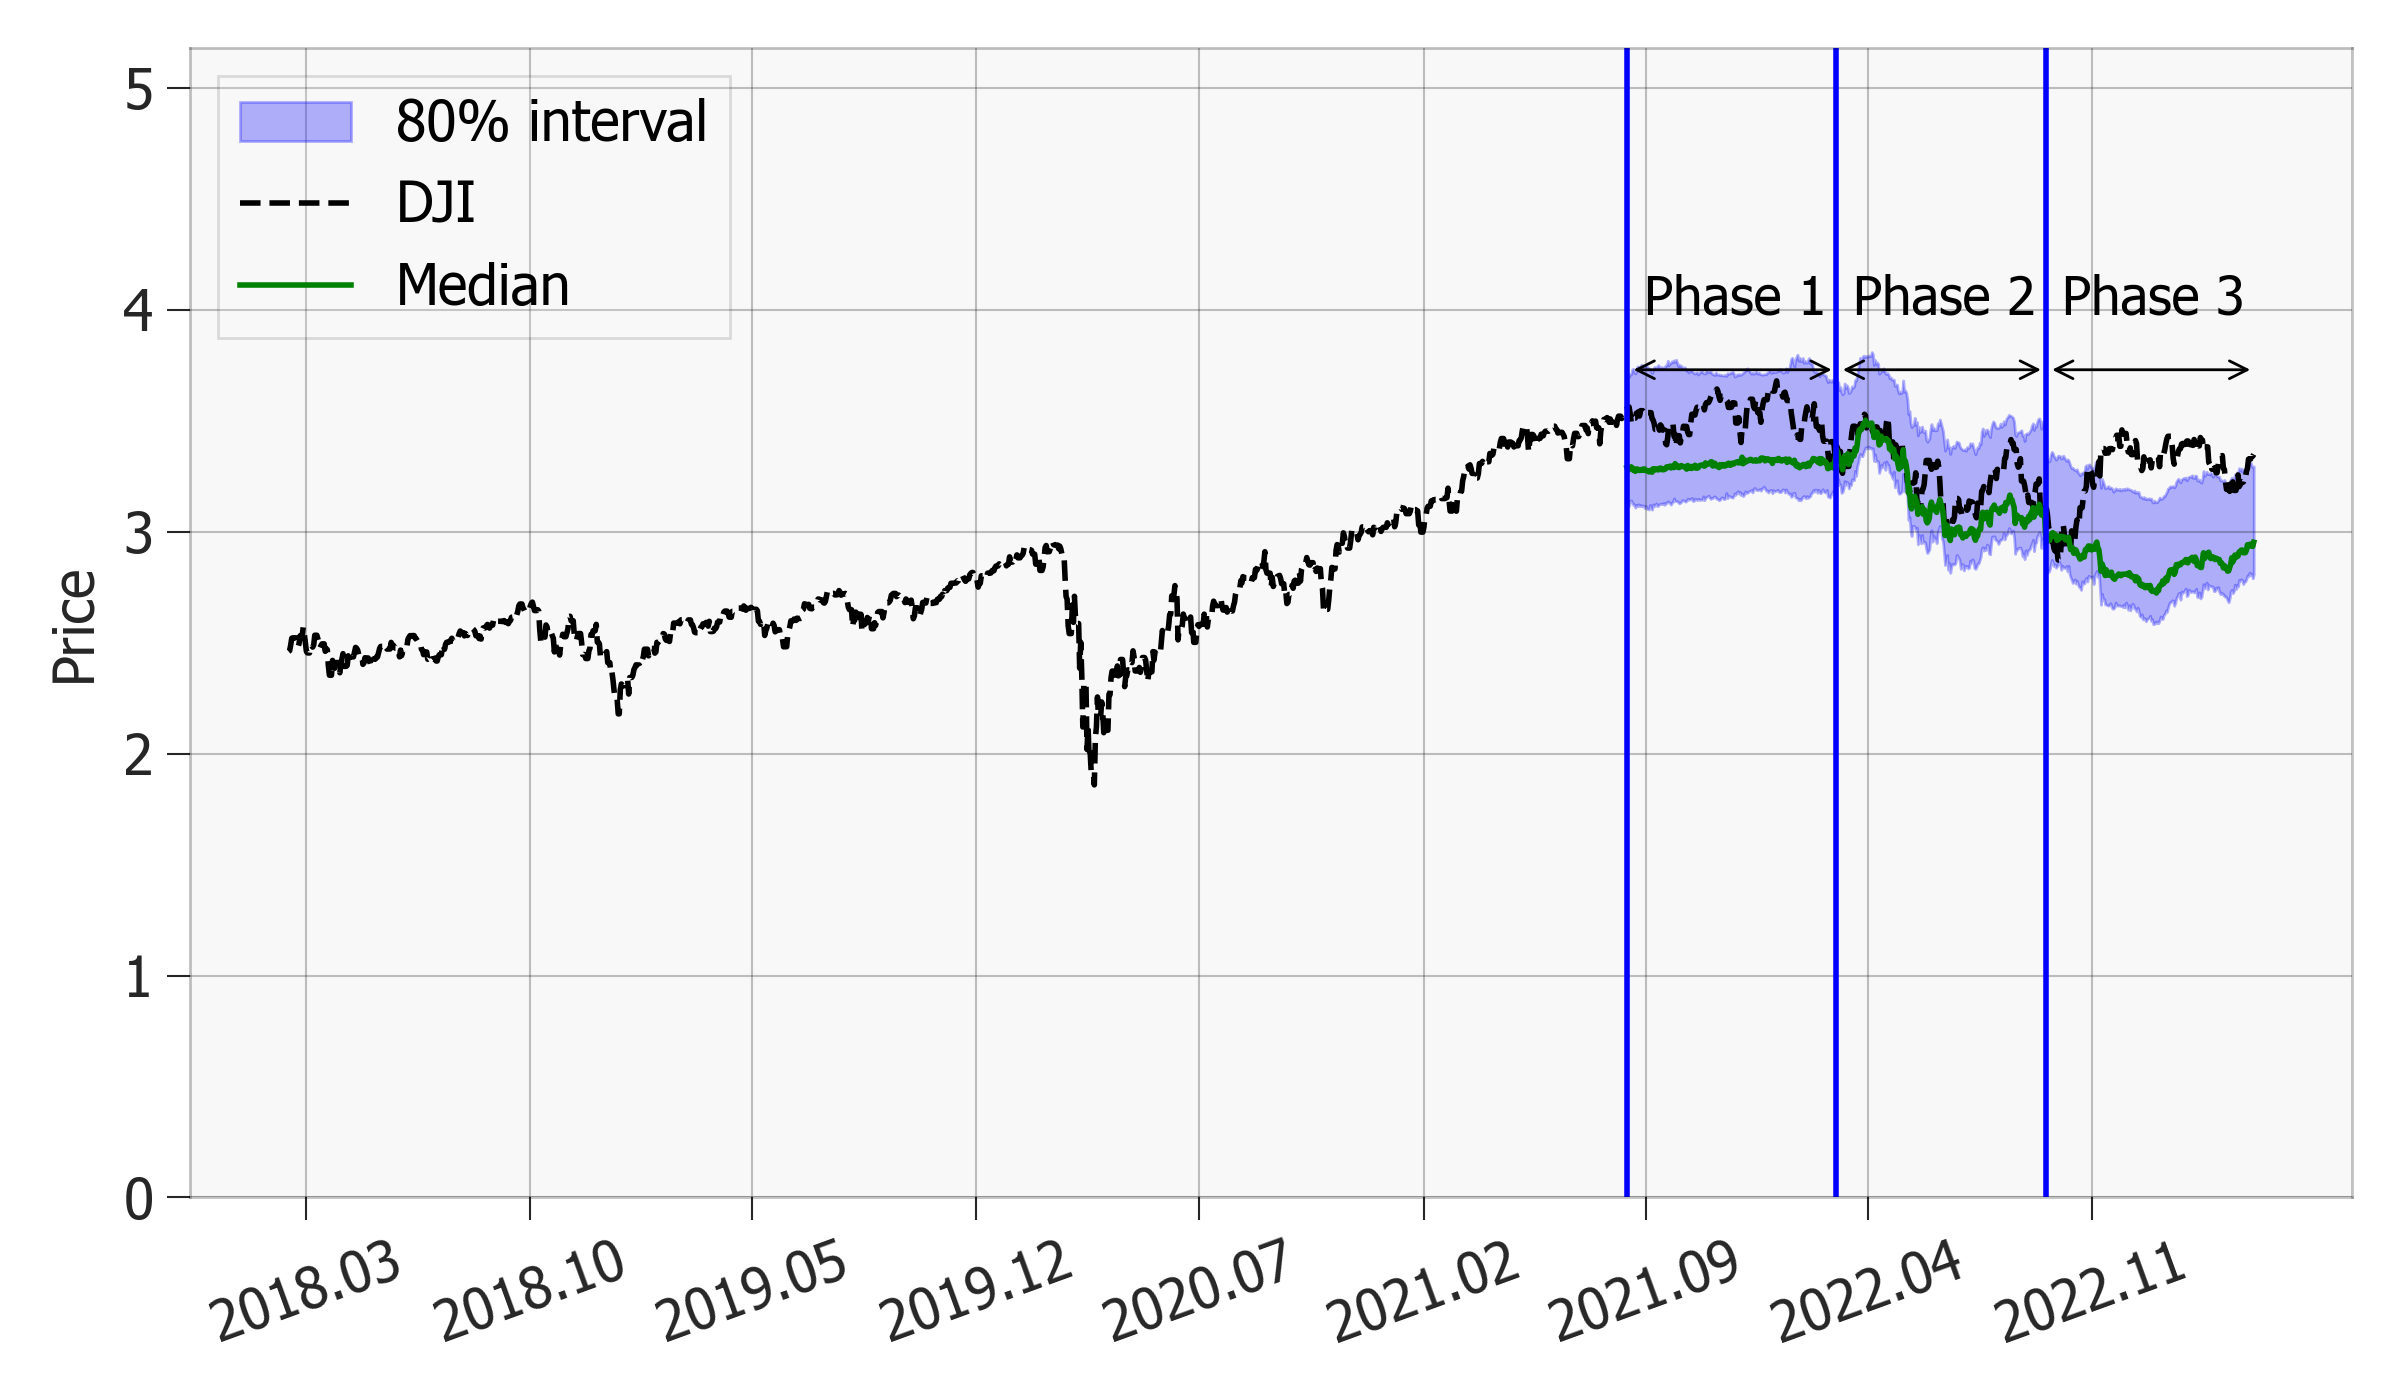 80% interval
DJI
Median
Phase 1
Phase 2
Phase 3
Price
5
4
3
2
1
0
2018.03
2018.10
2019.05
2019.12
2020.07
2021.02
2021.09
2022.04
2022.11